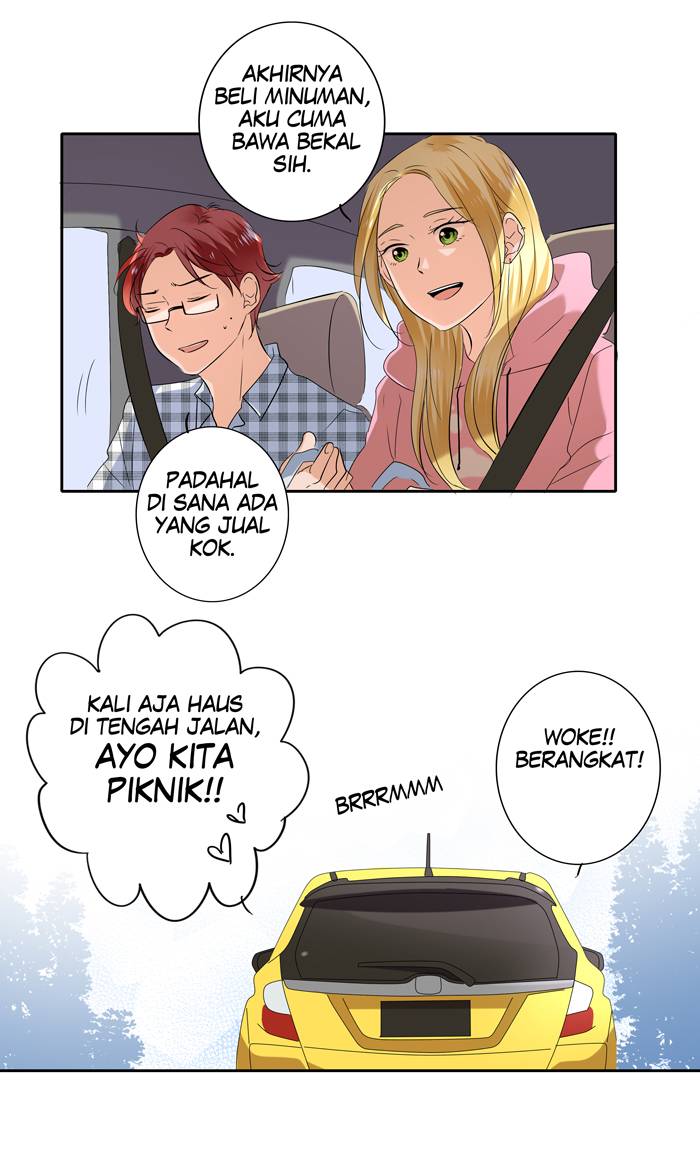 AKHIRNYA
BELI MINUMAN,
AKU CUMA
BAWA BEKAL
SIH.
PADAHAL
DI SANA ADA
YANG JUAL
KOK.
KALI AJA HAUS
DI TENGAH JALAN,
AYO KITA
PIKNIK!!
WOKE!!
BERANGKAT!
BRRRMMM